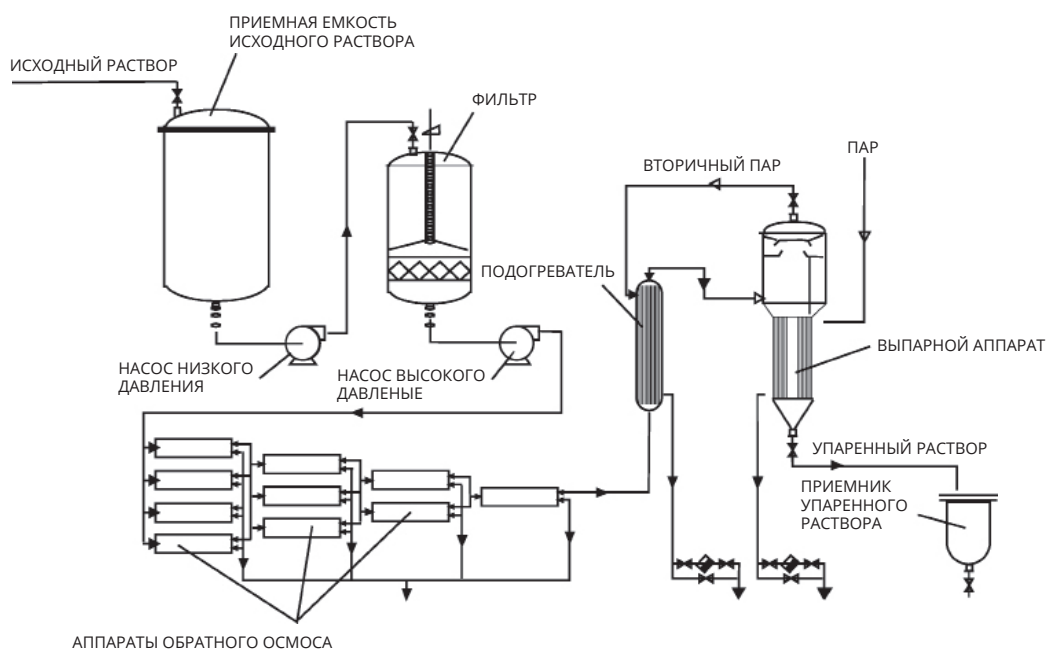 ПРИЕМНАЯ ЕМКОСТЬ
ИСХОДНОГО РАСТВОРА
ИСХОДНЫЙ РАСТВОР
ФИЛЬТР
ВТОРИЧНЫЙ ПАР
ПАР
ПОДОГРЕВАТЕЛЬ
ВЫПАРНОЙ АППАРАТ
НАСОС НИЗКОГО
ДАВЛЕНИЯ
НАСОС ВЫСОКОГО
ДАВЛЕНЫЕ
УПАРЕННЫЙ РАСТВОР
ПРИЕМНИК
УПАРЕННОГО
РАСТВОРА
АППАРАТЫ ОБРАТНОГО ОСМОСА